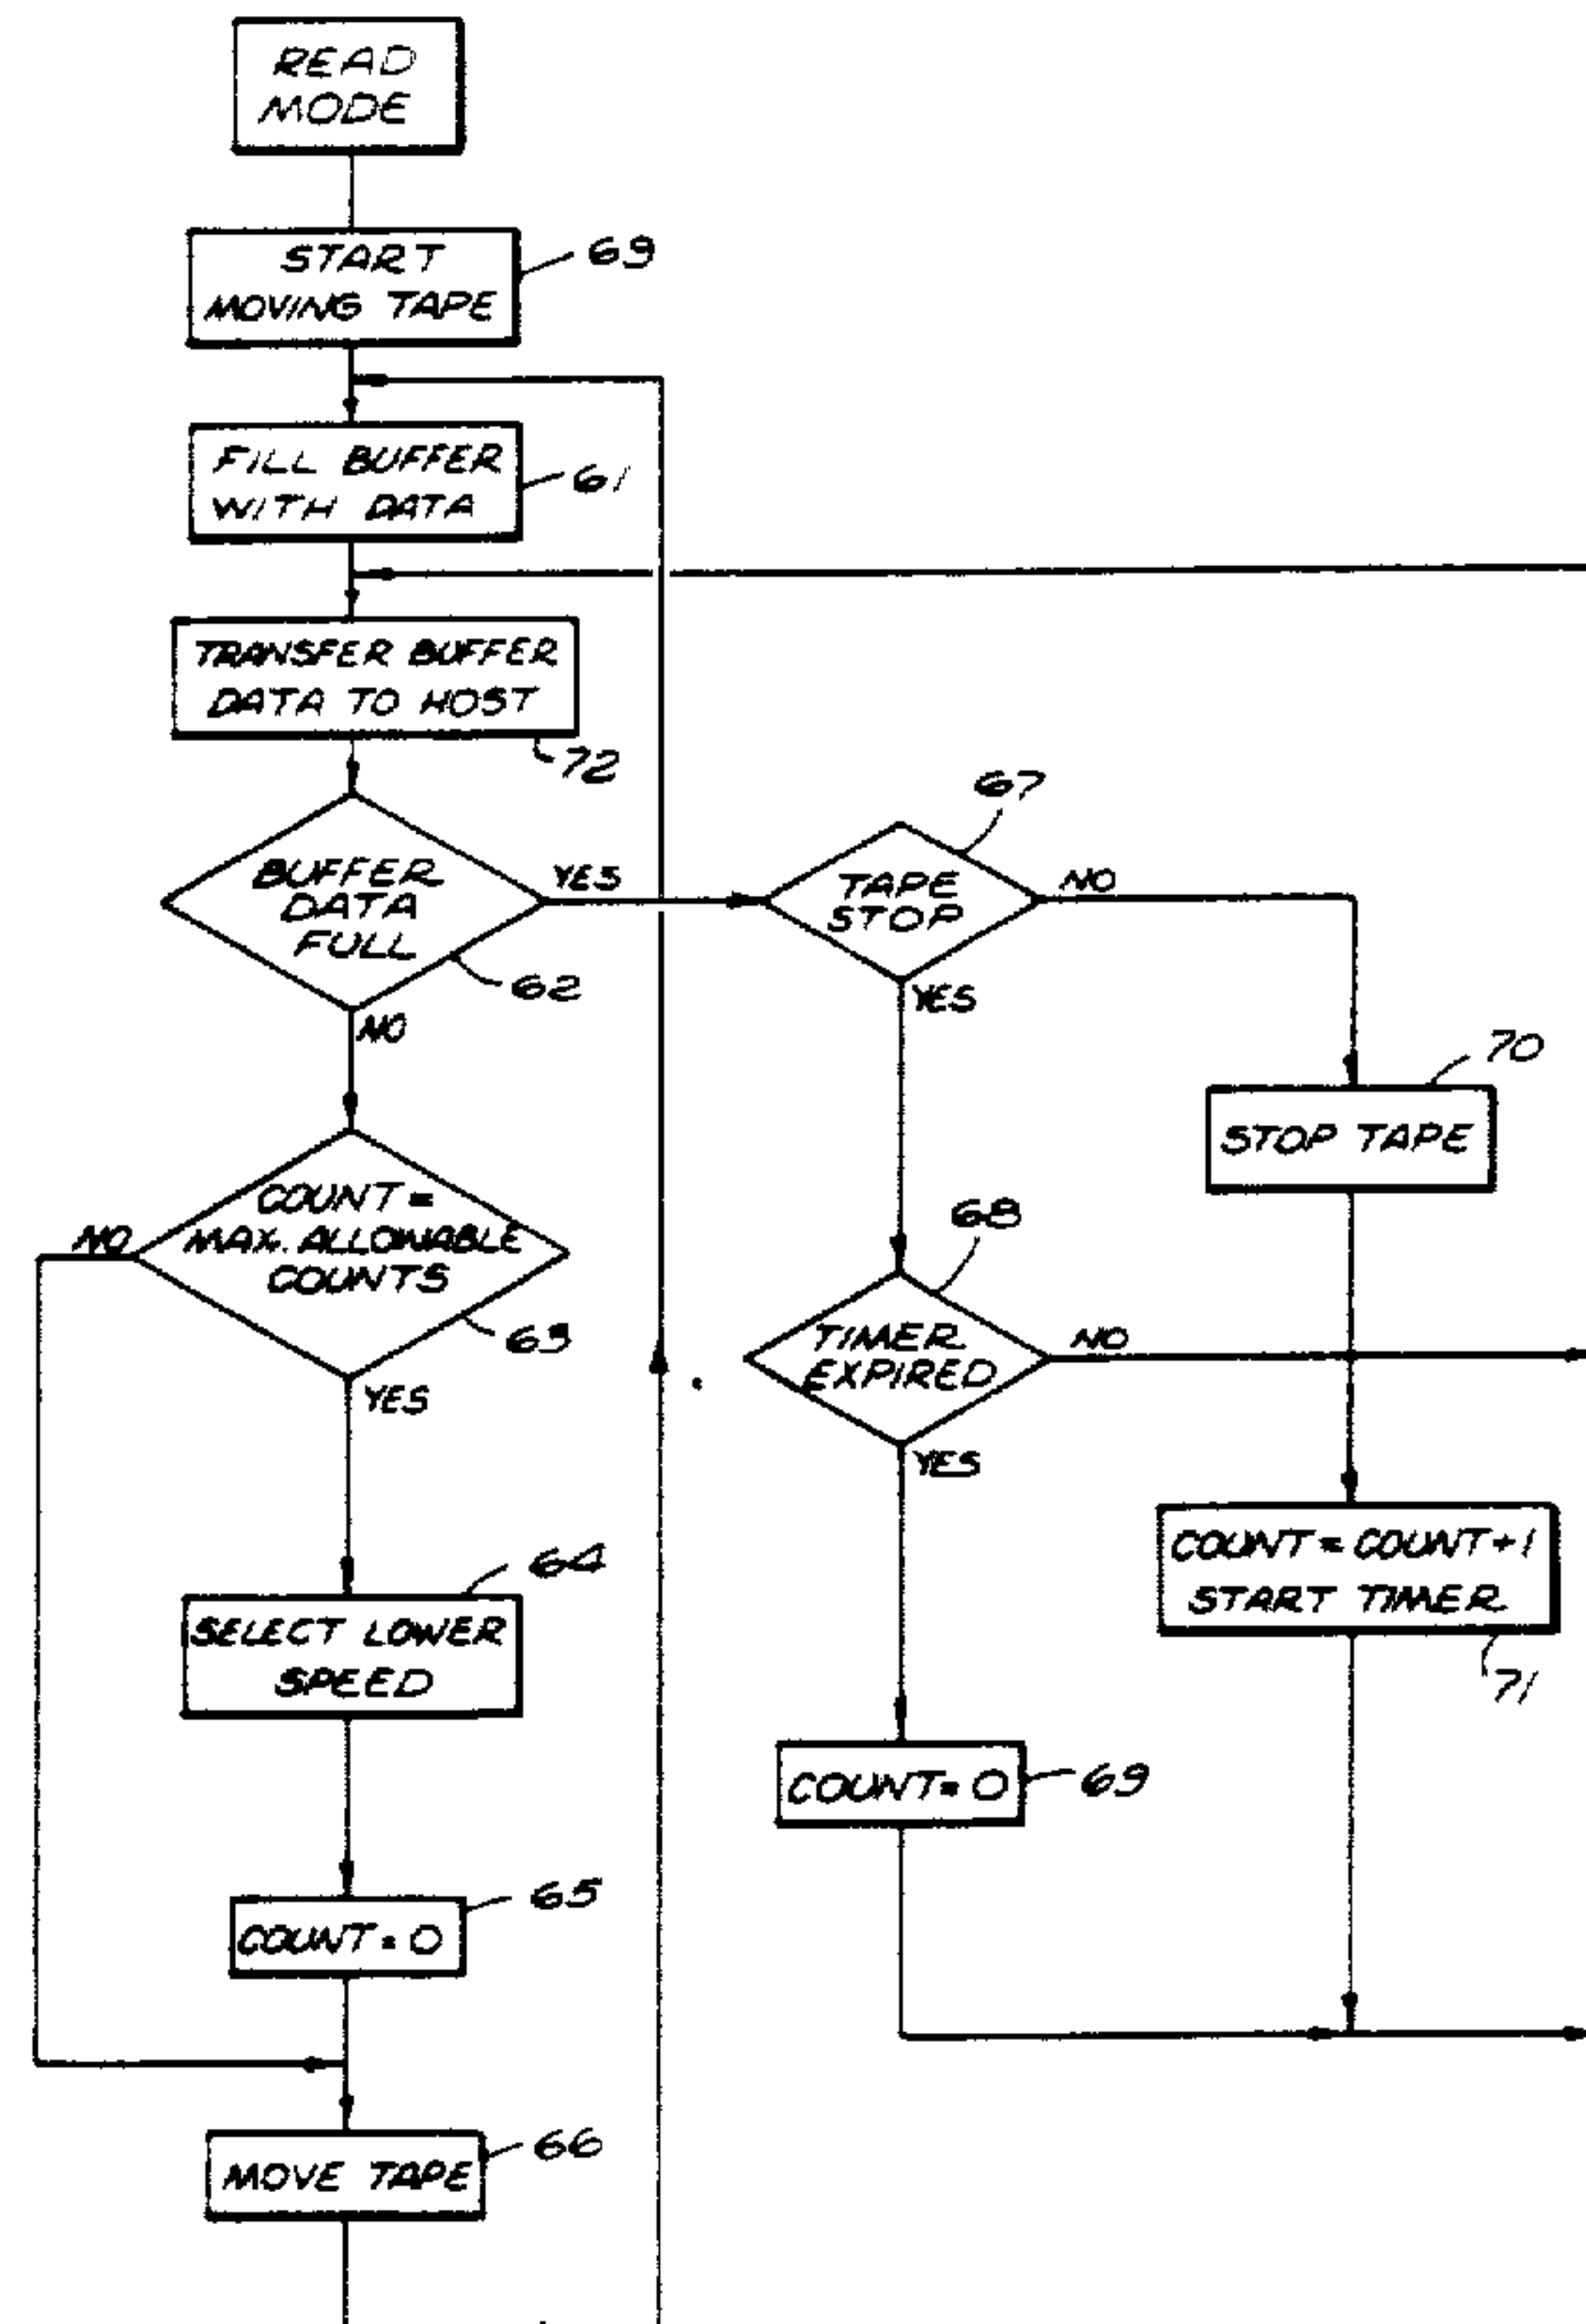 READ
MODE
START
MOVING TAPE
69
FILL BUFFER
WITH DATA
61
TRANSFER BUFFER
DATA TO HOST
72
BUFFER
DATA
FULL
62
YES
NO
TAPE
STOP
67
NO
YES
STOP TAPE
70
COUNT =
MAX. ALLOWABLE
COUNTS
63
NO
YES
TIMER
EXPIRED
68
NO
YES
COUNT = COUNT + 1
START TIMER
71
SELECT LOWER
SPEED
64
COUNT = 0
69
COUNT = 0
65
MOVE TAPE
66